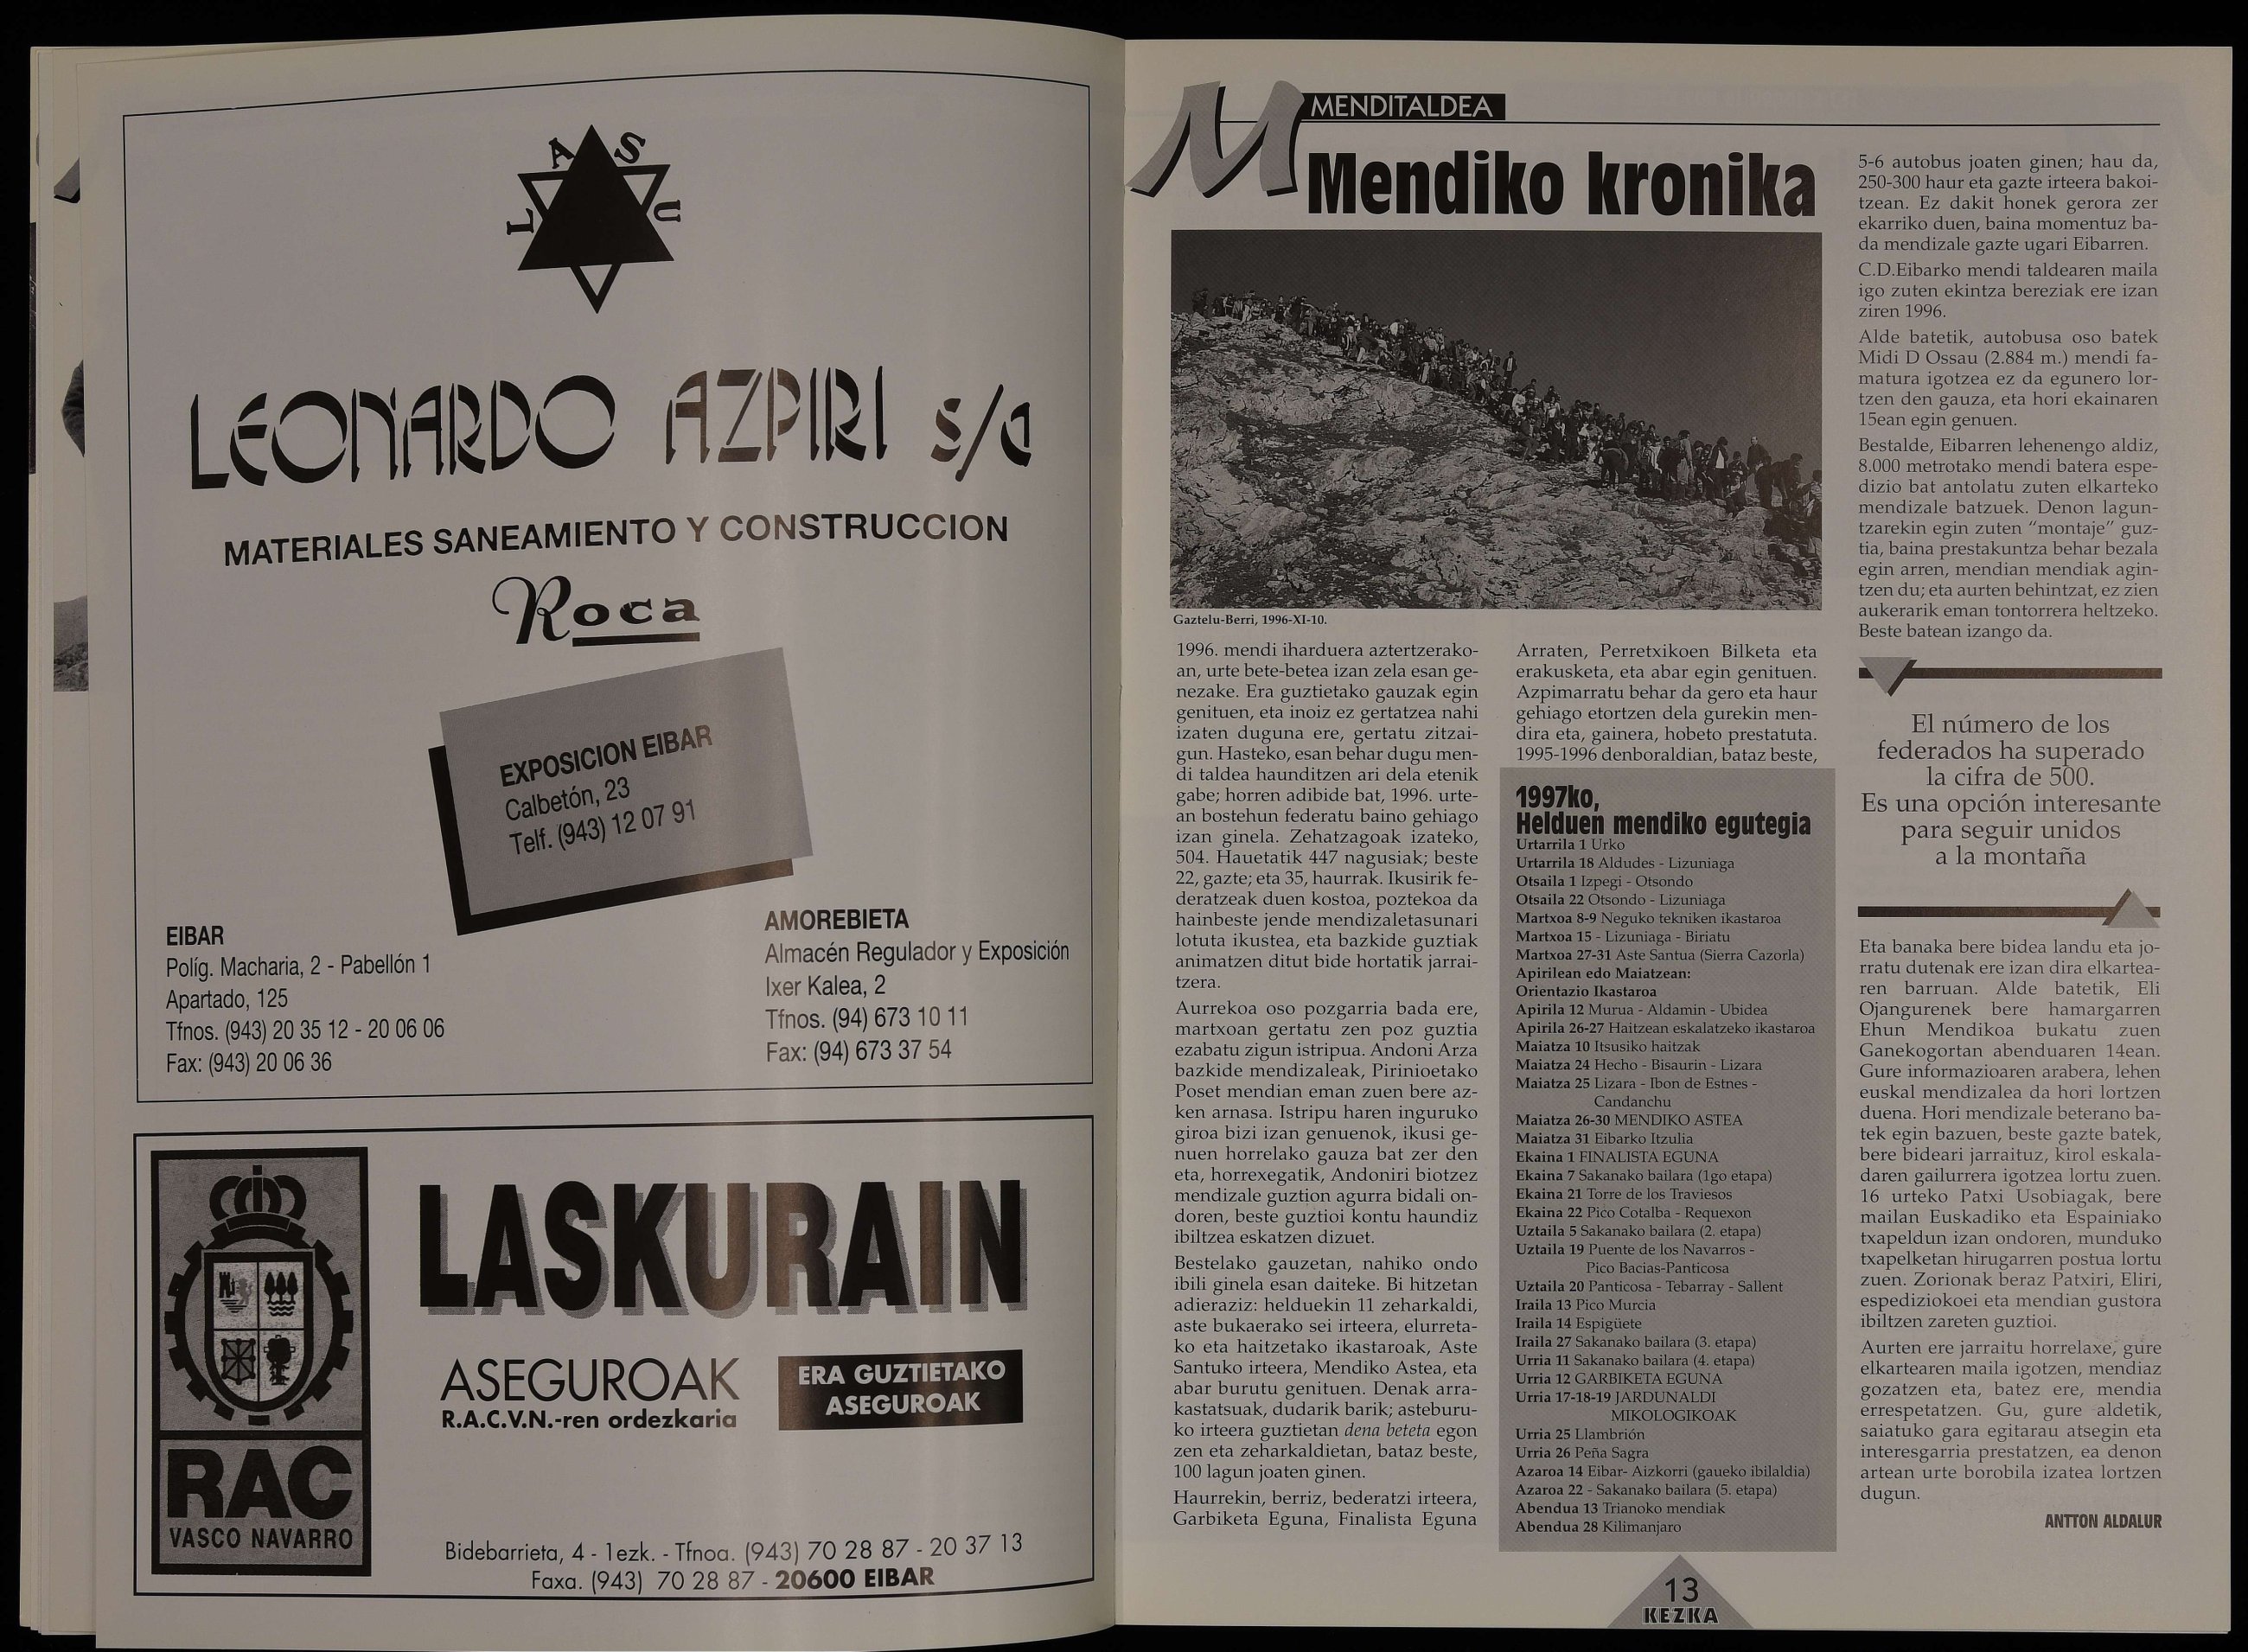 L A S U
LEONARDO AZPIRI s/a
MATERIALES SANEAMIENTO Y CONSTRUCCION
Roca
EXPOSICION EIBAR
Calbetón, 23
Telf. (943) 12 07 91
EIBAR
Políg. Macharia, 2 - Pabellón 1
Apartado, 125
Tfnos. (943) 20 35 12 - 20 06 06
Fax: (943) 20 06 36
AMOREBIETA
Almacén Regulador y Exposición
Ixer Kalea, 2
Tfnos. (94) 673 10 11
Fax: (94) 673 37 54
RAC
VASCO NAVARRO
LASKURAIN
ASEGUROAK
R.A.C.V.N.-ren ordezkaria
ERA GUZTIETAKO
ASEGUROAK
Bidebarrieta, 4 - 1ezk. - Tfnoa. (943) 70 28 87 - 20 37 13
Faxa. (943) 70 28 87 - 20600 EIBAR
M MENDITALDEA
Mendiko kronika
Gaztelu-Berri, 1996-XI-10.
1996. mendi iharduera aztertzerako-
an, urte bete-betea izan zela esan ge-
nezake. Era guztietako gauzak egin
genituen, eta inoiz ez gertatzea nahi
izaten duguna ere, gertatu zitzai-
gun. Hasteko, esan behar dugu men-
di taldea haunditzen ari dela etenik
gabe; horren adibide bat, 1996. urte-
an bostehun federatu baino gehiago
izan ginela. Zehatzagoak izateko,
504. Hauetatik 447 nagusiak; beste
22, gazte; eta 35, haurrak. Ikusirik fe-
deratzeak duen kostoa, poztekoa da
hainbeste jende mendizaletasunari
lotuta ikustea, eta bazkide guztiak
animatzen ditut bide hortatik jarrai-
tzera.
Aurrekoa oso pozgarria bada ere,
martxoan gertatu zen poz guztia
ezabatu zigun istripua. Andoni Arza
bazkide mendizaleak, Pirinioetako
Poset mendian eman zuen bere az-
ken arnasa. Istripu haren inguruko
giroa bizi izan genuenok, ikusi ge-
nuen horrelako gauza bat zer den
eta, horrexegatik, Andoniri biotzez
mendizale guztion agurra bidali on-
doren, beste guztioi kontu haundiz
ibiltzea eskatzen dizuet.
Bestelako gauzetan, nahiko ondo
ibili ginela esan daiteke. Bi hitzetan
adieraziz: helduekin 11 zeharkaldi,
aste bukaerako sei irteera, elurreta-
ko eta haitzetako ikastaroak, Aste
Santuko irteera, Mendiko Astea, eta
abar burutu genituen. Denak arra-
kastatsuak, dudarik barik; asteburu-
ko irteera guztietan dena beteta egon
zen eta zeharkaldietan, bataz beste,
100 lagun joaten ginen.
Haurrekin, berriz, bederatzi irteera,
Garbiketa Eguna, Finalista Eguna
Arraten, Perretxikoen Bilketa eta
erakusketa, eta abar egin genituen.
Azpimarratu behar da gero eta haur
gehiago etortzen dela gurekin men-
dira eta, gainera, hobeto prestatuta.
1995-1996 denboraldian, bataz beste,
1997ko,
Helduen mendiko egutegia
Urtarrila 1 Urko
Urtarrila 18 Aldudes - Lizuniaga
Otsaila 1 Izpegi - Otsondo
Otsaila 22 Otsondo - Lizuniaga
Martxoa 8-9 Neguko tekniken ikastaroa
Martxoa 15 - Lizuniaga - Biriatu
Martxoa 27-31 Aste Santua (Sierra Cazorla)
Apirilean edo Maiatzean:
Orientazio Ikastaroa
Apirila 12 Murua - Aldamin - Ubidea
Apirila 26-27 Haitzean eskalatzeko ikastaroa
Maiatza 10 Itsusiko haitzak
Maiatza 24 Hecho - Bisaurin - Lizara
Maiatza 25 Lizara - Ibon de Estnes -
Candanchu
Maiatza 26-30 MENDIKO ASTEA
Maiatza 31 Eibarko Itzulia
Ekaina 1 FINALISTA EGUNA
Ekaina 7 Sakanako bailara (1go etapa)
Ekaina 21 Torre de los Traviesos
Ekaina 22 Pico Cotalba - Requexon
Uztaila 5 Sakanako bailara (2. etapa)
Uztaila 19 Puente de los Navarros -
Pico Bacias-Panticosa
Uztaila 20 Panticosa - Tebarray - Sallent
Iraila 13 Pico Murcia
Iraila 14 Espigüete
Iraila 27 Sakanako bailara (3. etapa)
Urria 11 Sakanako bailara (4. etapa)
Urria 12 GARBIKETA EGUNA
Urria 17-18-19 JARDUNALDI
MIKOLOGIKOAK
Urria 25 Llambrión
Urria 26 Peña Sagra
Azaroa 14 Eibar- Aizkorri (gaueko ibilaldia)
Azaroa 22 - Sakanako bailara (5. etapa)
Abendua 13 Trianoko mendiak
Abendua 28 Kilimanjaro
5-6 autobus joaten ginen; hau da,
250-300 haur eta gazte irteera bakoi-
tzean. Ez dakit honek gerora zer
ekarriko duen, baina momentuz ba-
da mendizale gazte ugari Eibarren.
C.D.Eibarko mendi taldearen maila
igo zuten ekintza bereziak ere izan
ziren 1996.
Alde batetik, autobusa oso batek
Midi D Ossau (2.884 m.) mendi fa-
matura igotzea ez da egunero lor-
tzen den gauza, eta hori ekainaren
15ean egin genuen.
Bestalde, Eibarren lehenengo aldiz,
8.000 metrotako mendi batera espe-
dizio bat antolatu zuten elkarteko
mendizale batzuek. Denon lagun-
tzarekin egin zuten "montaje" guz-
tia, baina prestakuntza behar bezala
egin arren, mendian mendiak agin-
tzen du; eta aurten behintzat, ez zien
aukerarik eman tontorrera heltzeko.
Beste batean izango da.
El número de los
federados ha superado
la cifra de 500.
Es una opción interesante
para seguir unidos
a la montaña
Eta banaka bere bidea landu eta jo-
rratu dutenak ere izan dira elkartea-
ren barruan. Alde batetik, Eli
Ojangurenek bere hamargarren
Ehun Mendikoa bukatu zuen
Ganekogortan abenduaren 14ean.
Gure informazioaren arabera, lehen
euskal mendizalea da hori lortzen
duena. Hori mendizale beterano ba-
tek egin bazuen, beste gazte batek,
bere bideari jarraituz, kirol eskala-
daren gailurrera igotzea lortu zuen.
16 urteko Patxi Usobiagak, bere
mailan Euskadiko eta Espainiako
txapeldun izan ondoren, munduko
txapelketan hirugarren postua lortu
zuen. Zorionak beraz Patxiri, Eliri,
espediziokoei eta mendian gustora
ibiltzen zareten guztioi.
Aurten ere jarraitu horrelaxe, gure
elkartearen maila igotzen, mendiaz
gozatzen eta, batez ere, mendia
errespetatzen. Gu, gure aldetik,
saiatuko gara egitarau atsegin eta
interesgarria prestatzen, ea denon
artean urte borobila izatea lortzen
dugun.
ANTTON ALDALUR
13
KEZKA